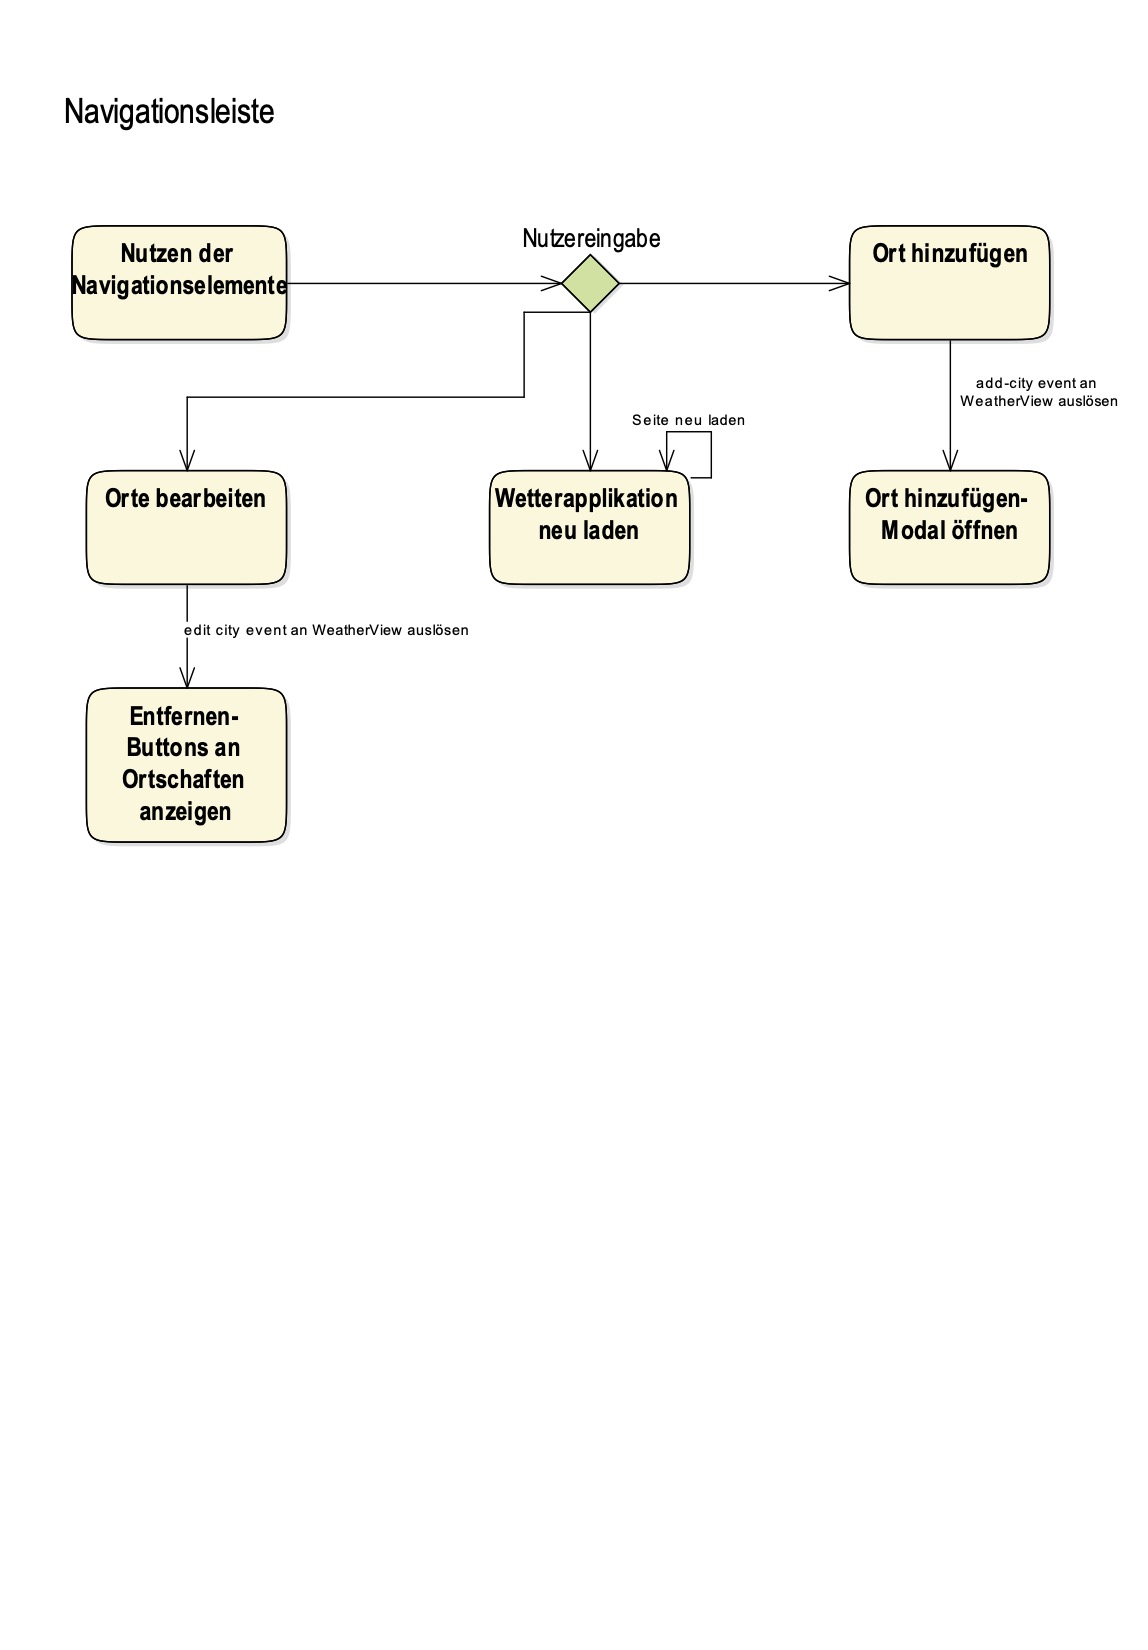 Navigationsleiste
Nutzen der
Navigationselemente
Nutzereingabe
Ort hinzufügen
add-city event an
WeatherView auslösen
Seite neu laden
Orte bearbeiten
Wetterapplikation
neu laden
Ort hinzufügen-
Modal öffnen
edit city event an WeatherView auslösen
Entfernen-
Buttons an
Ortschaften
anzeigen